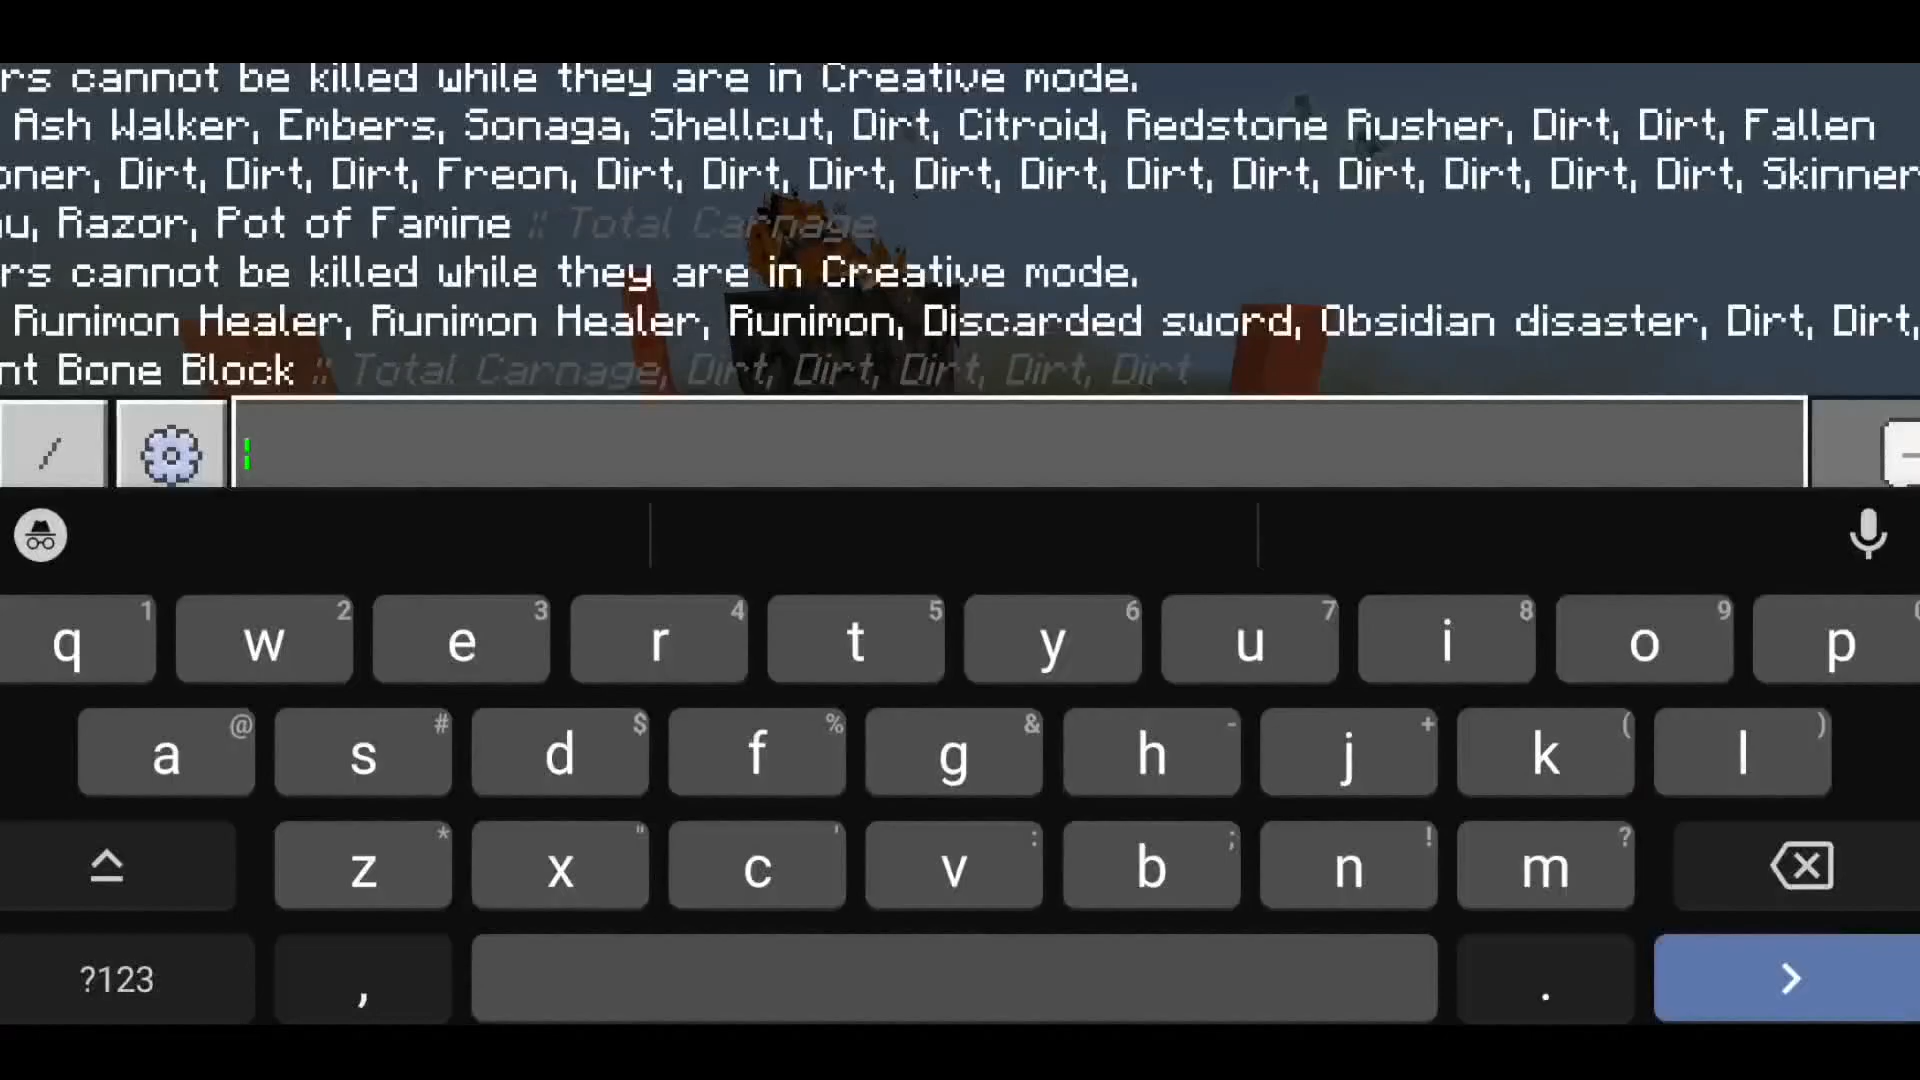 rs cannot be killed while they are in Creative mode.
Ash Walker, Embers, Sonaga, Shellcut, Dirt, Citroid, Redstone Rusher, Dirt, Dirt, Fallen
oner, Dirt, Dirt, Dirt, Freon, Dirt, Dirt, Dirt, Dirt, Dirt, Dirt, Dirt, Dirt, Dirt, Dirt, Dirt, Skinner
u, Razor, Pot of Famine :: Total Carnage
rs cannot be killed while they are in Creative mode.
Runimon Healer, Runimon Healer, Runimon, Discarded sword, Obsidian disaster, Dirt, Dirt,
nt Bone Block :: Total Carnage, Dirt, Dirt, Dirt, Dirt, Dirt
/
q 1 w 2 e 3 r 4 t 5 y 6 u 7 i 8 o 9 p
a @ s # d $ f % g & h - j + k ( l )
z * x " c ' v : b ; n ! m ?
?123 , .